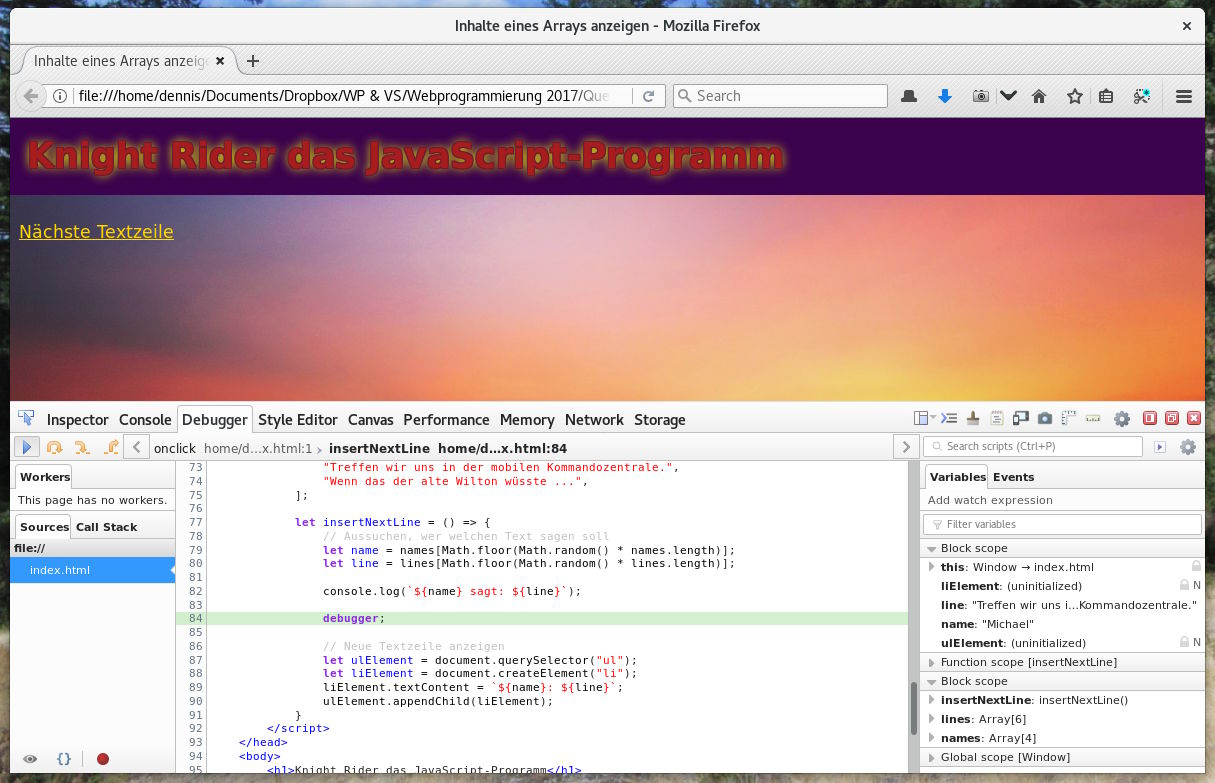 Inhalte eines Arrays anzeigen - Mozilla Firefox
Inhalte eines Arrays anzeige
file:///home/dennis/Documents/Dropbox/WP & VS/Webprogrammierung 2017/Que
Search
Knight Rider das JavaScript-Programm
Nächste Textzeile
Inspector Console Debugger Style Editor Canvas Performance Memory Network Storage
onclick home/d…x.html:1 › insertNextLine home/d…x.html:84
Search scripts (Ctrl+P)
Workers
This page has no workers.
Sources Call Stack
file://
index.html
73 "Treffen wir uns in der mobilen Kommandozentrale.",
74 "Wenn das der alte Wilton wüsste ...",
75 ];
76
77 let insertNextLine = () => {
78 // Aussuchen, wer welchen Text sagen soll
79 let name = names[Math.floor(Math.random() * names.length)];
80 let line = lines[Math.floor(Math.random() * lines.length)];
81
82 console.log(`${name} sagt: ${line}`);
83
84 debugger;
85
86 // Neue Textzeile anzeigen
87 let ulElement = document.querySelector("ul");
88 let liElement = document.createElement("li");
89 liElement.textContent = `${name}: ${line}`;
90 ulElement.appendChild(liElement);
91 }
92 </script>
93 </head>
94 <body>
95 <h1>Knight Rider das JavaScript-Programm</h1>
{}
Variables Events
Add watch expression
Filter variables
Block scope
this: Window → index.html
liElement: (uninitialized) N
line: "Treffen wir uns i…Kommandozentrale."
name: "Michael"
ulElement: (uninitialized) N
Function scope [insertNextLine]
Block scope
insertNextLine: insertNextLine()
lines: Array[6]
names: Array[4]
Global scope [Window]